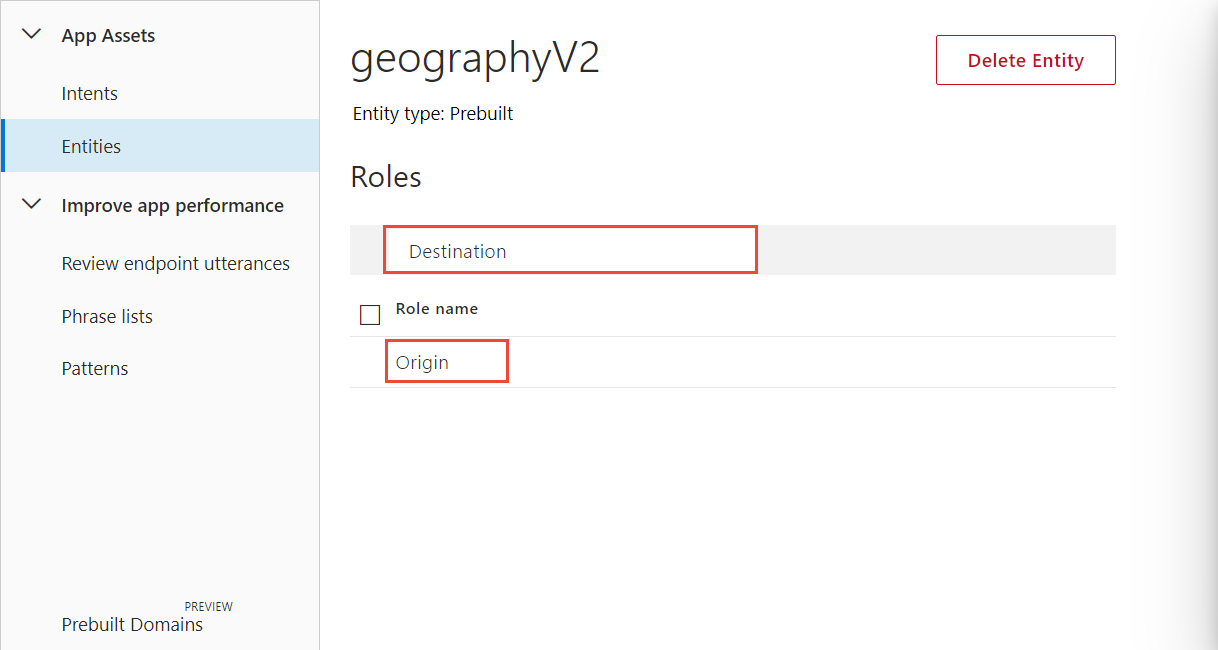 App Assets
Intents
Entities
Improve app performance
Review endpoint utterances
Phrase lists
Patterns
PREVIEW
Prebuilt Domains
geographyV2
Delete Entity
Entity type: Prebuilt
Roles
Destination
Role name
Origin